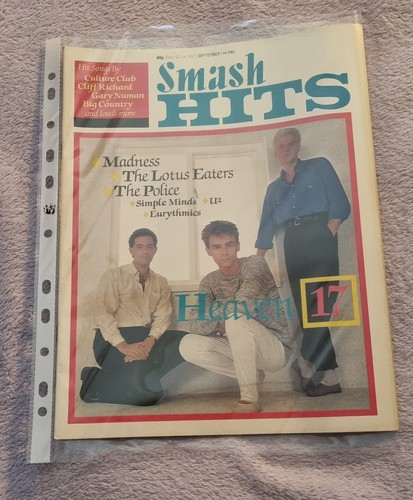 Hit Songs By
Culture Club
Cliff Richard
Gary Numan
Big Country
and loads more
Smash
HITS
Madness
The Lotus Eaters
The Police
Simple Minds U2
Eurythmics
Heaven 17